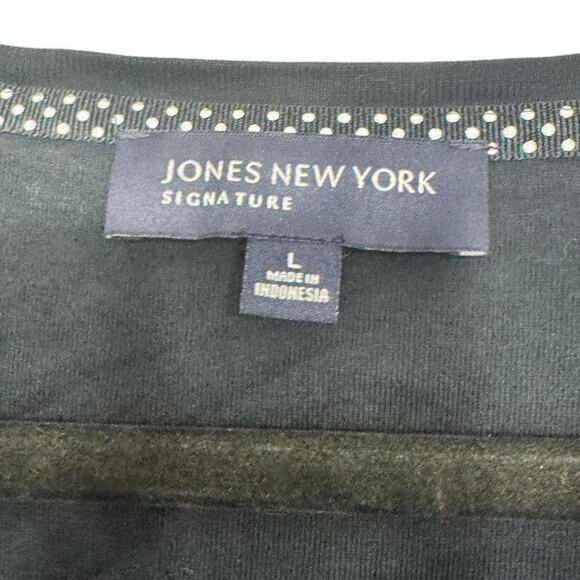 JONES NEW YORK
SIGNATURE
L
MADE IN
INDONESIA